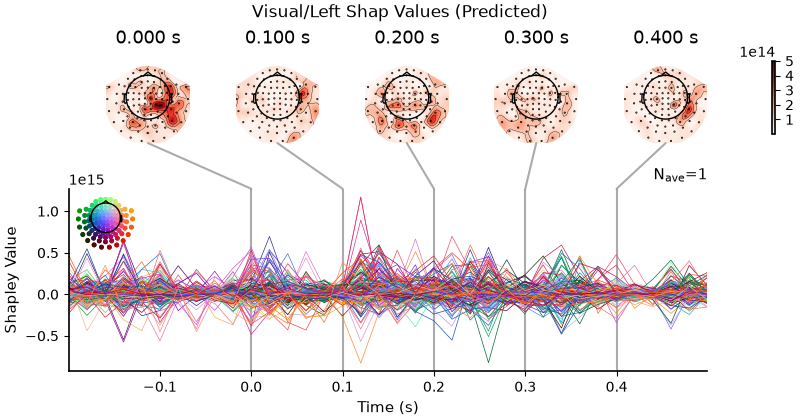 Visual/Left Shap Values (Predicted)
0.000 s 0.100 s 0.200 s 0.300 s 0.400 s
1e14
5
4
3
2
1
Nave=1
1e15
1.0
0.5
0.0
−0.5
Shapley Value
−0.1 0.0 0.1 0.2 0.3 0.4
Time (s)